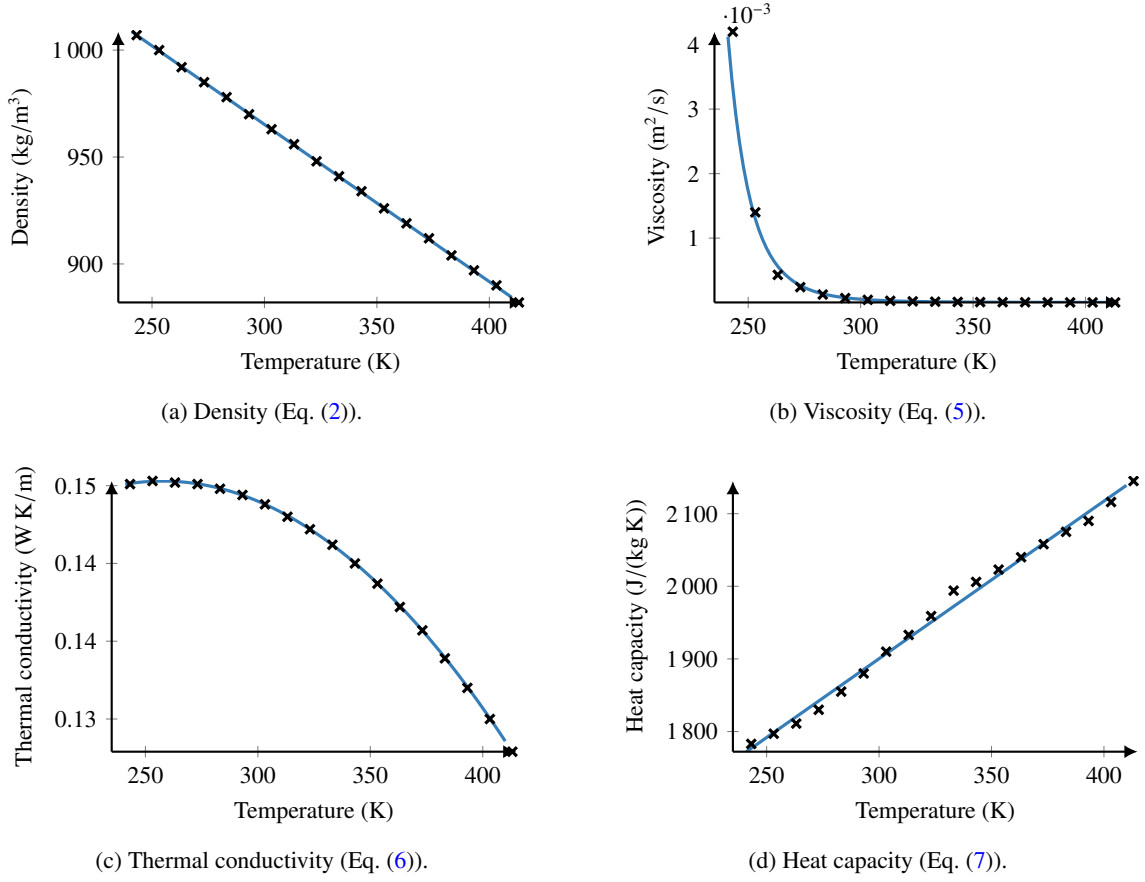 ·10⁻³
1 000
950
900
Density (kg/m³)
250 300 350 400
Temperature (K)
(a) Density (Eq. (2)).
4
3
2
1
Viscosity (m²/s)
250 300 350 400
Temperature (K)
(b) Viscosity (Eq. (5)).
0.15
0.14
0.14
0.13
Thermal conductivity (W K/m)
250 300 350 400
Temperature (K)
(c) Thermal conductivity (Eq. (6)).
2 100
2 000
1 900
1 800
Heat capacity (J/(kg K))
250 300 350 400
Temperature (K)
(d) Heat capacity (Eq. (7)).